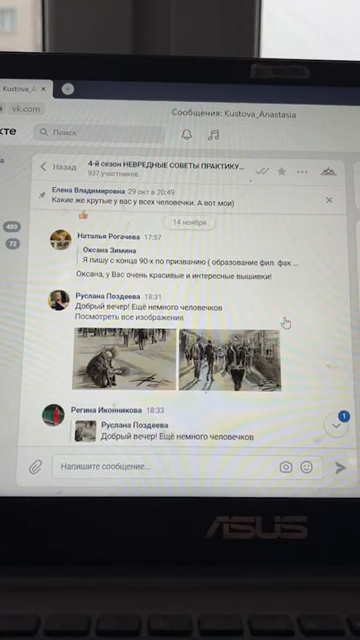 Kustova_A
vk.com
Сообщения: Kustova_Anastasia
кте
Поиск
Назад
4-й сезон НЕВРЕДНЫЕ СОВЕТЫ ПРАКТИКУ...
937 участников
Елена Владимировна 29 окт в 20:49
Какие же крутые у вас у всех человечки. А вот мои)
14 ноября
489
72
Наталья Рогачева 17:57
Оксана Зимина
Я пишу с конца 90-х по призванию ( образование фил. фак ...
Оксана, у Вас очень красивые и интересные вышивки!
Руслана Поздеева 18:31
Добрый вечер! Ещё немного человечков
Посмотреть все изображения
Регина Иконникова 18:33
Руслана Поздеева
Добрый вечер! Ещё немного человечков
1
Напишите сообщение...
ASUS